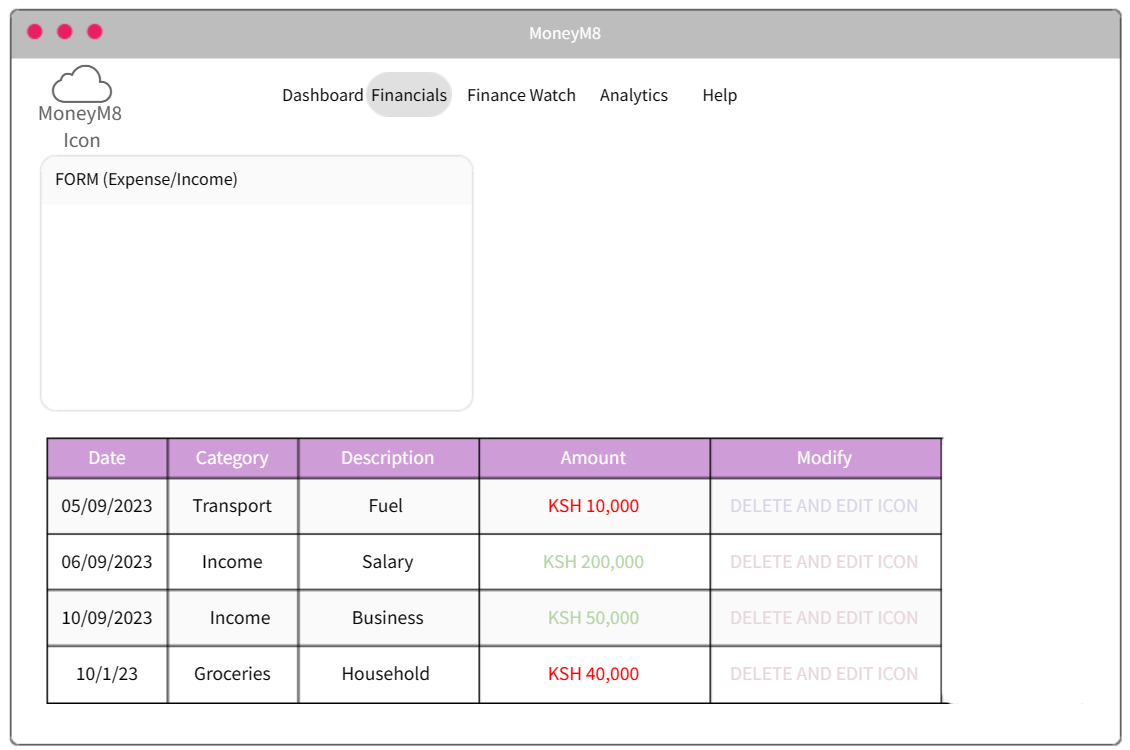 MoneyM8
MoneyM8
Icon
Dashboard Financials Finance Watch Analytics Help
FORM (Expense/Income)
Date Category Description Amount Modify
05/09/2023 Transport Fuel KSH 10,000 DELETE AND EDIT ICON
06/09/2023 Income Salary KSH 200,000 DELETE AND EDIT ICON
10/09/2023 Income Business KSH 50,000 DELETE AND EDIT ICON
10/1/23 Groceries Household KSH 40,000 DELETE AND EDIT ICON